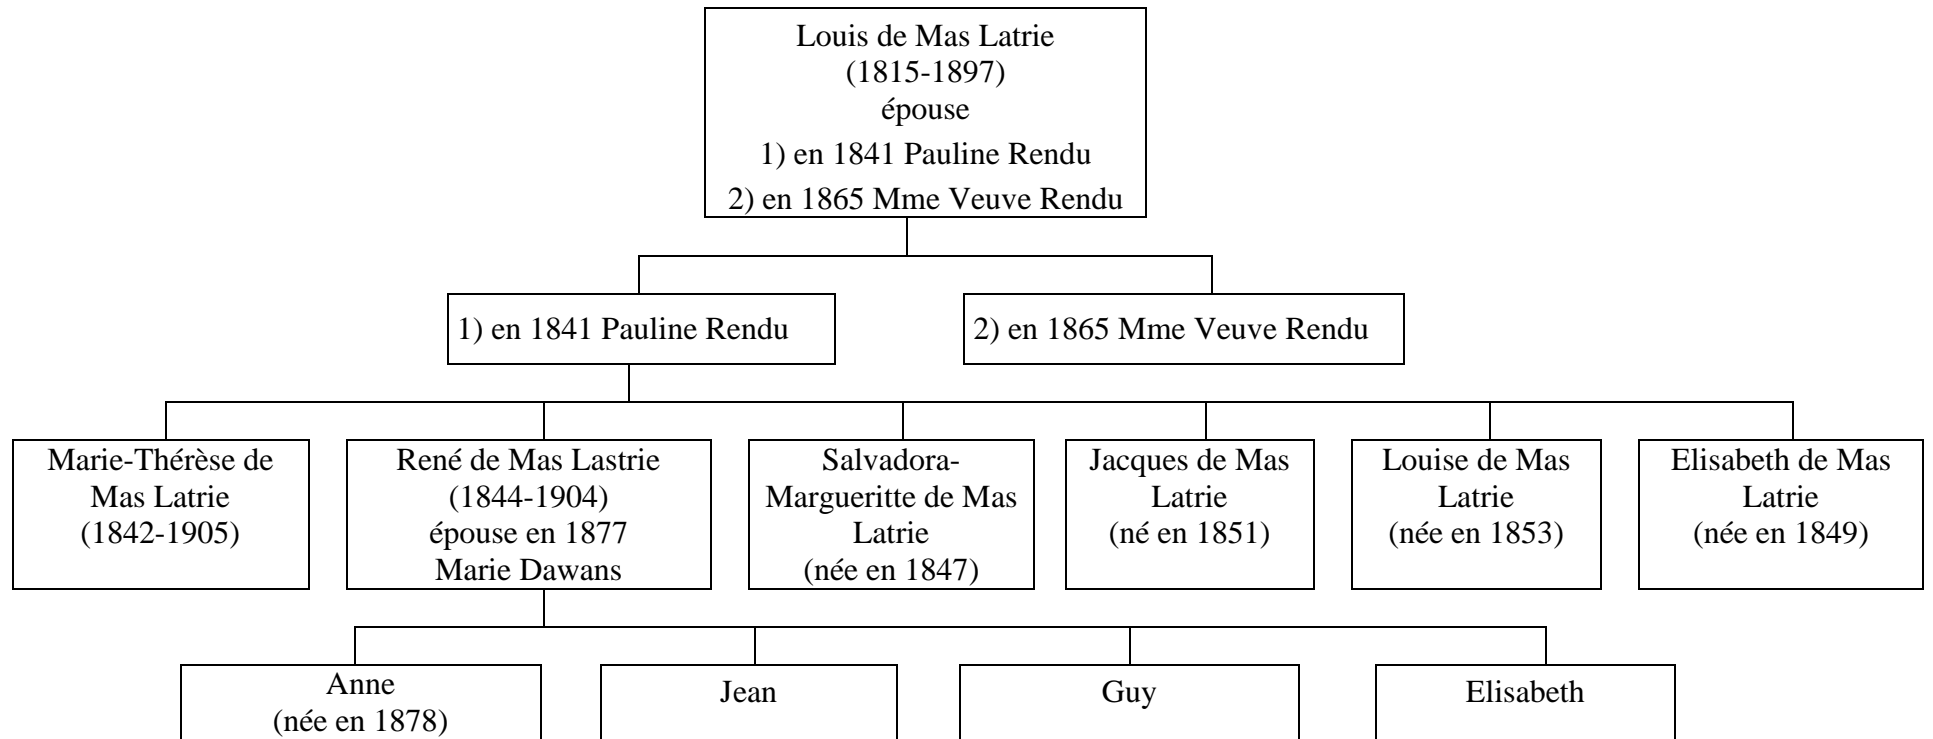 Louis de Mas Latrie
(1815-1897)
épouse
1) en 1841 Pauline Rendu
2) en 1865 Mme Veuve Rendu
1) en 1841 Pauline Rendu
2) en 1865 Mme Veuve Rendu
Marie-Thérèse de
Mas Latrie
(1842-1905)
René de Mas Lastrie
(1844-1904)
épouse en 1877
Marie Dawans
Salvadora-
Margueritte de Mas
Latrie
(née en 1847)
Jacques de Mas
Latrie
(né en 1851)
Louise de Mas
Latrie
(née en 1853)
Elisabeth de Mas
Latrie
(née en 1849)
Anne
(née en 1878)
Jean
Guy
Elisabeth